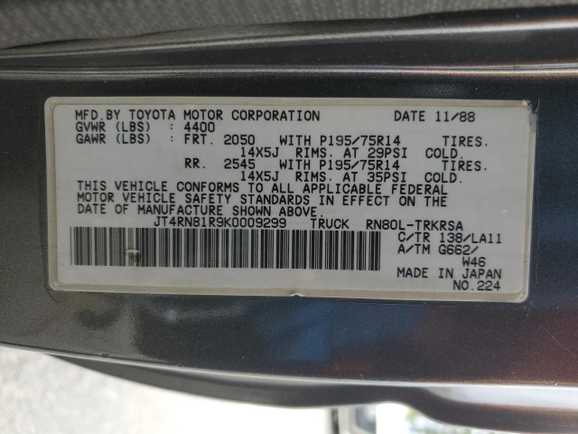 MFD.BY TOYOTA MOTOR CORPORATION DATE 11/88
GVWR (LBS) : 4400
GAWR (LBS) : FRT. 2050 WITH P195/75R14 TIRES.
14X5J RIMS. AT 29PSI COLD.
RR. 2545 WITH P195/75R14 TIRES.
14X5J RIMS. AT 35PSI COLD.
THIS VEHICLE CONFORMS TO ALL APPLICABLE FEDERAL
MOTOR VEHICLE SAFETY STANDARDS IN EFFECT ON THE
DATE OF MANUFACTURE SHOWN ABOVE.
JT4RN81R9K0009299 TRUCK RN80L-TRKRSA
C/TR 138/LA11
A/TM G662/
W46
MADE IN JAPAN
NO.224